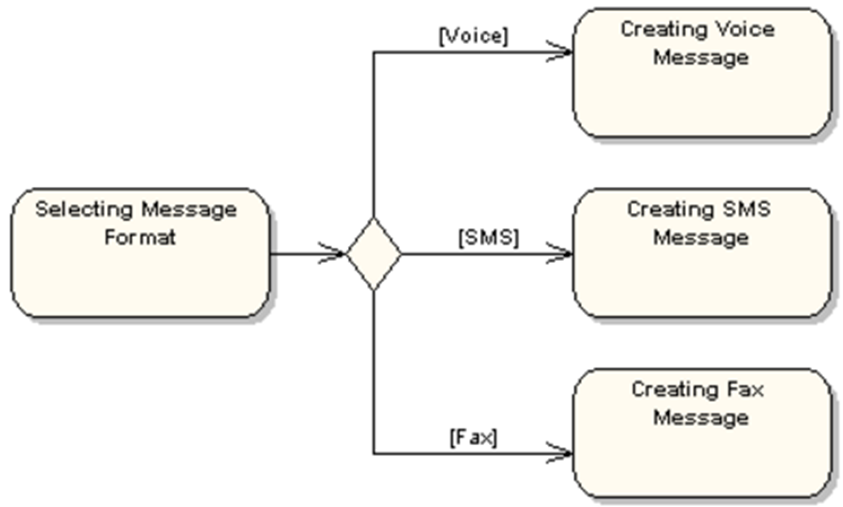 [Voice]
Creating Voice
Message
Selecting Message
Format
[SMS]
Creating SMS
Message
[Fax]
Creating Fax
Message